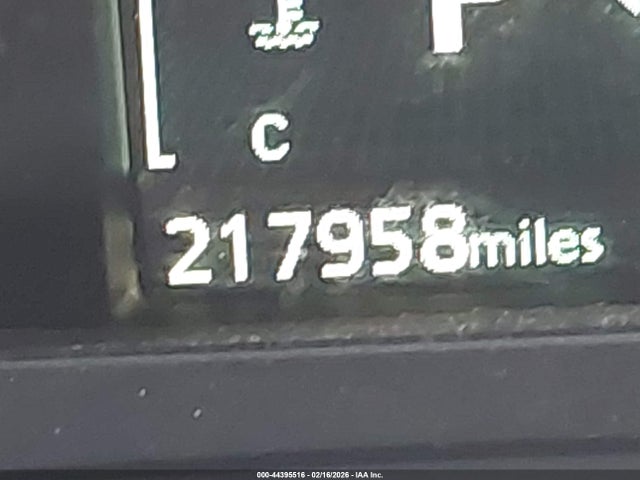 P
C
217958miles
000-44395516 - 02/16/2026 - IAA Inc.